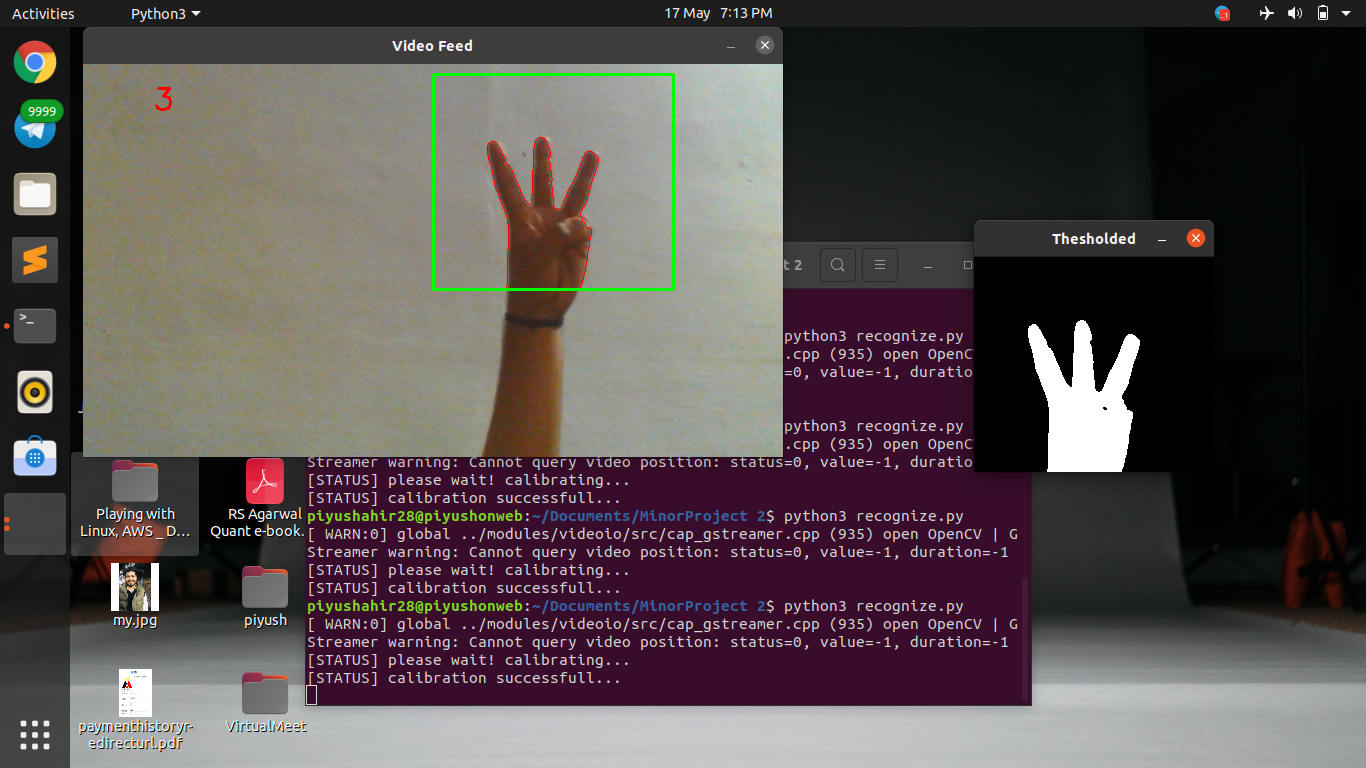 Activities
Python3
17 May 7:13 PM
Video Feed
3
9999
Thesholded
t 2
python3 recognize.py
.cpp (935) open OpenCV
=0, value=-1, duration
python3 recognize.py
.cpp (935) open OpenCV
Streamer warning: Cannot query video position: status=0, value=-1, duration
[STATUS] please wait! calibrating...
[STATUS] calibration successfull...
piyushahir28@piyushonweb:~/Documents/MinorProject 2$ python3 recognize.py
[ WARN:0] global ../modules/videoio/src/cap_gstreamer.cpp (935) open OpenCV | G
Streamer warning: Cannot query video position: status=0, value=-1, duration=-1
[STATUS] please wait! calibrating...
[STATUS] calibration successfull...
piyushahir28@piyushonweb:~/Documents/MinorProject 2$ python3 recognize.py
[ WARN:0] global ../modules/videoio/src/cap_gstreamer.cpp (935) open OpenCV | G
Streamer warning: Cannot query video position: status=0, value=-1, duration=-1
[STATUS] please wait! calibrating...
[STATUS] calibration successfull...
Playing with
Linux, AWS _ D…
RS Agarwal
Quant e-book.
my.jpg
piyush
paymenthistoryr-
edirecturl.pdf
VirtualMeet